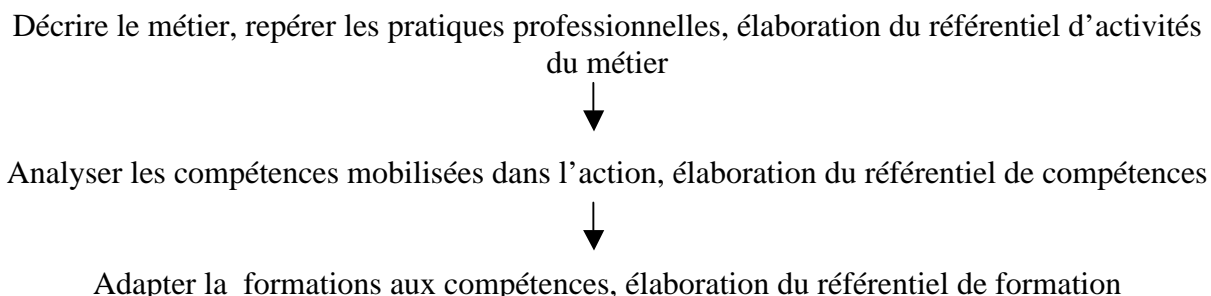 Décrire le métier, repérer les pratiques professionnelles, élaboration du référentiel d’activités
du métier
Analyser les compétences mobilisées dans l’action, élaboration du référentiel de compétences
Adapter la formations aux compétences, élaboration du référentiel de formation